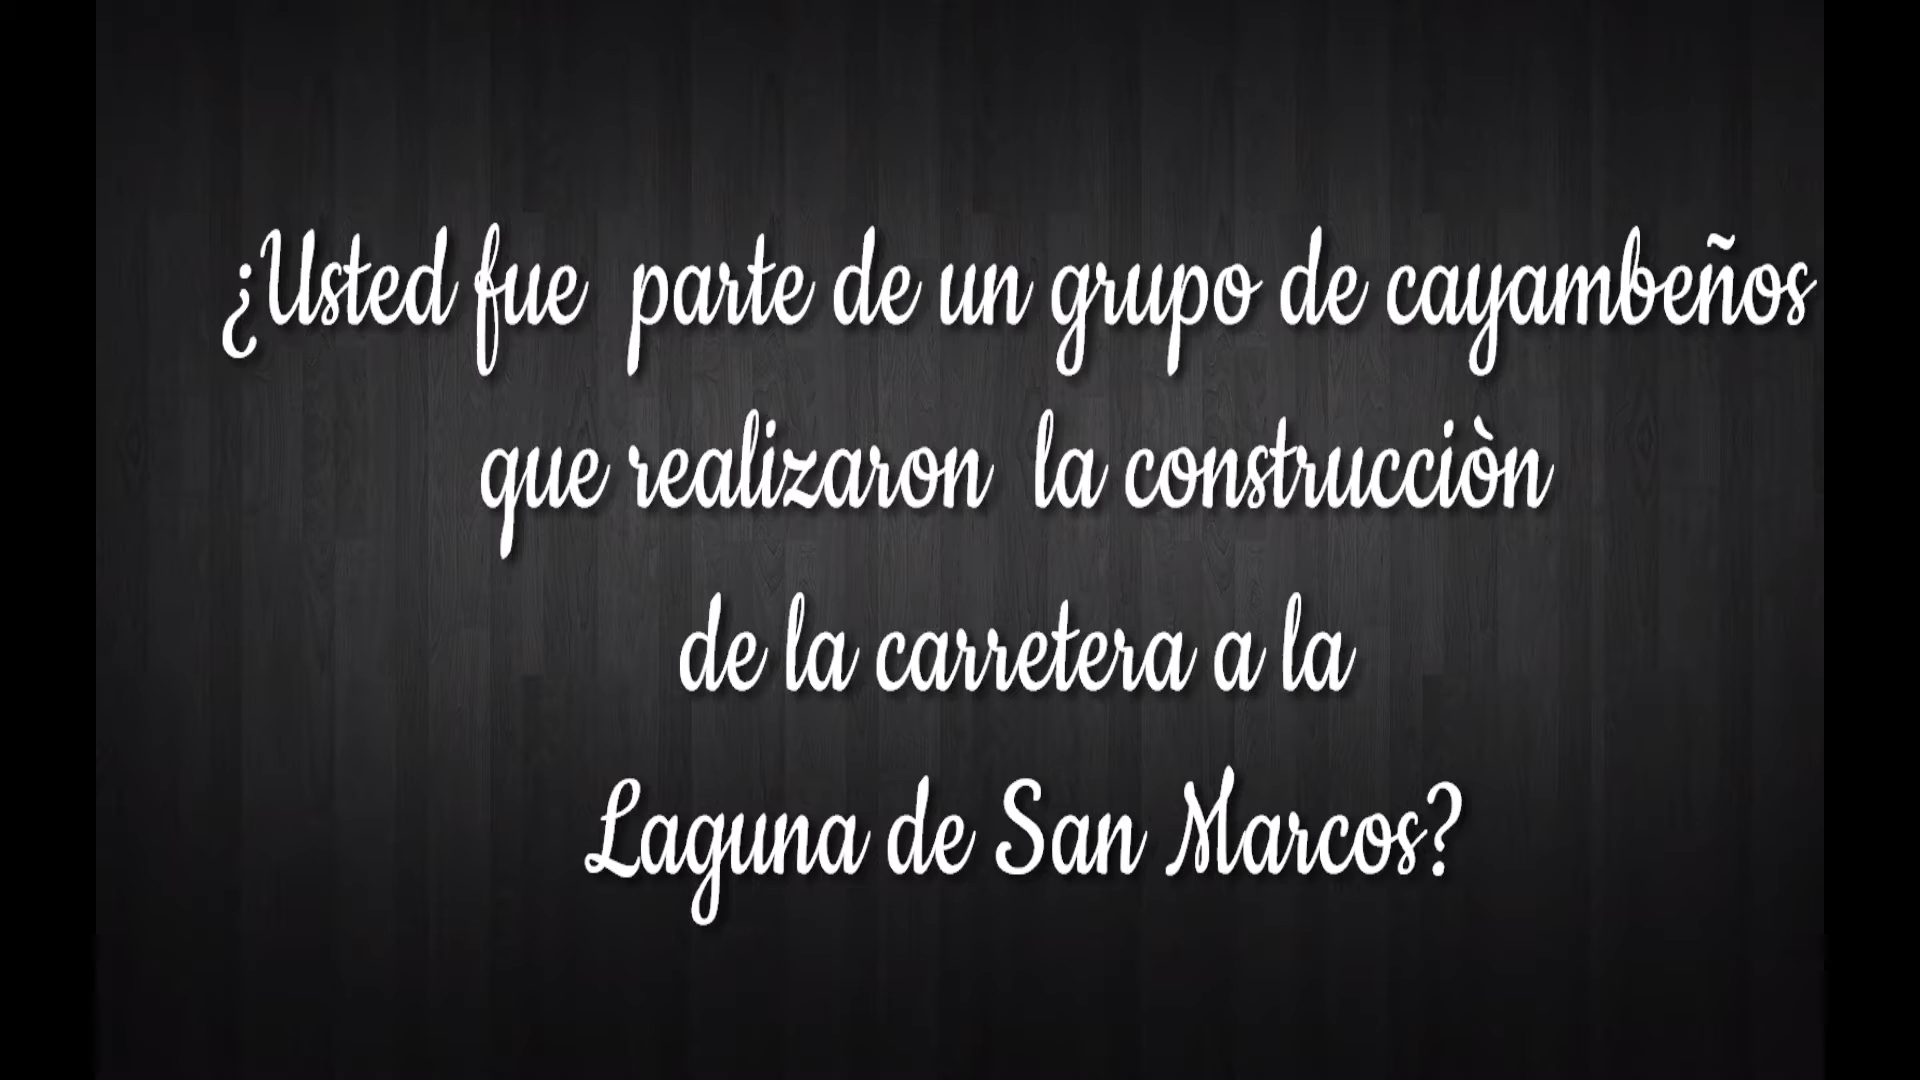 ¿Usted fue parte de un grupo de cayambeños
que realizaron la construcciòn
de la carretera a la
Laguna de San Marcos?